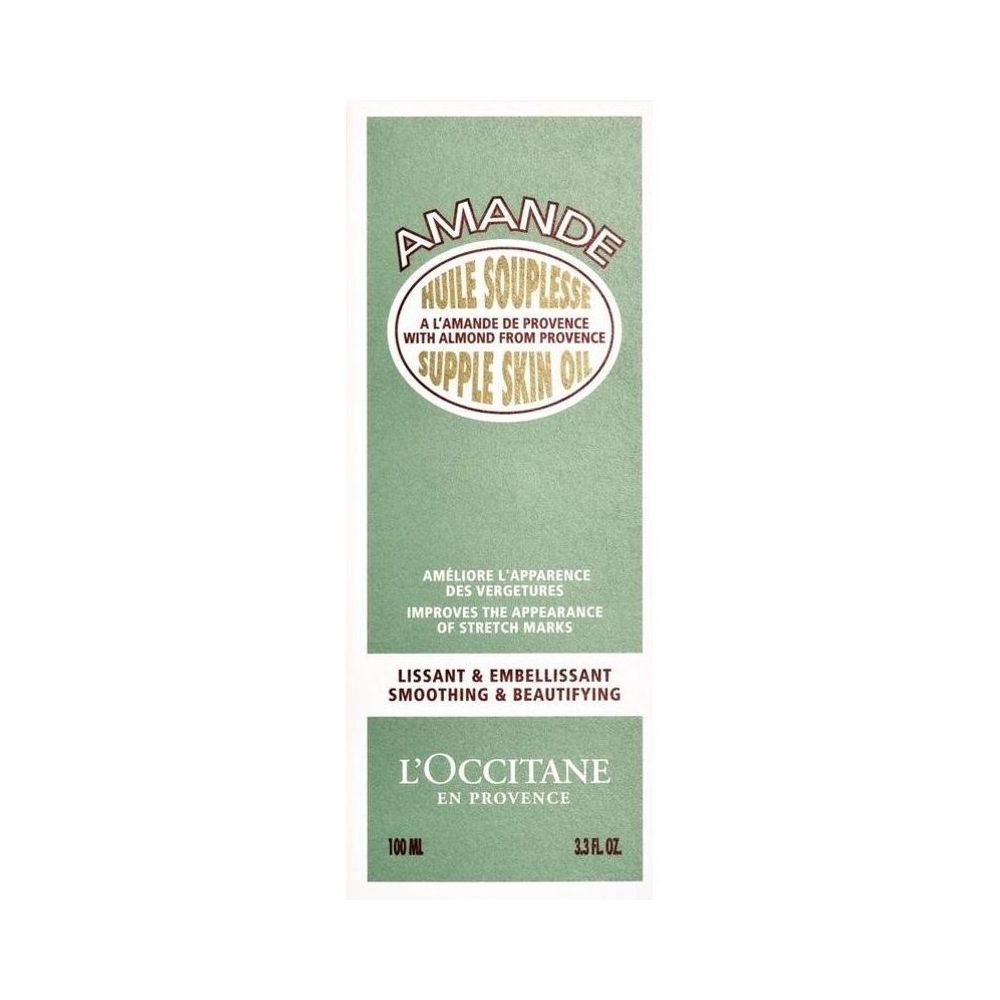 AMANDE
HUILE SOUPLESSE
A L'AMANDE DE PROVENCE
WITH ALMOND FROM PROVENCE
SUPPLE SKIN OIL
AMÉLIORE L'APPARENCE
DES VERGETURES
IMPROVES THE APPEARANCE
OF STRETCH MARKS
LISSANT & EMBELLISSANT
SMOOTHING & BEAUTIFYING
L'OCCITANE
EN PROVENCE
100 ML 3.3 FL. OZ.